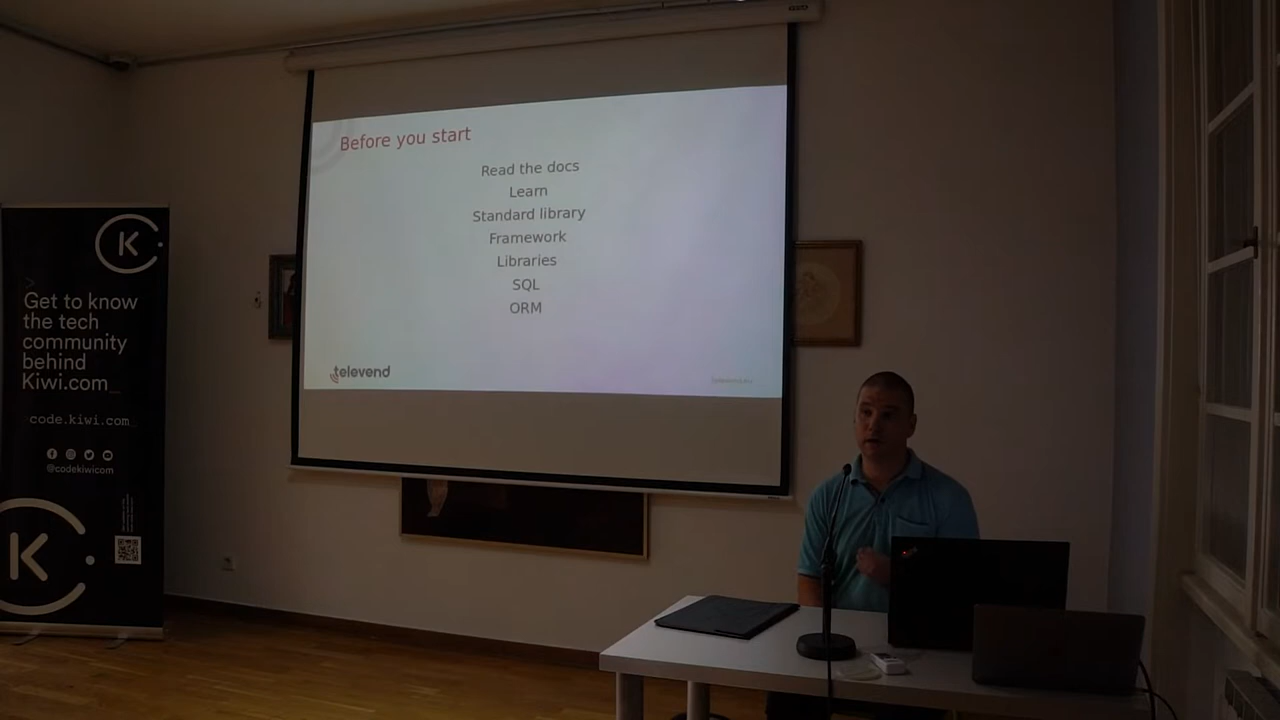 Before you start
Read the docs
Learn
Standard library
Framework
Libraries
SQL
ORM
televend
K
Get to know
the tech
community
behind
Kiwi.com_
code.kiwi.com
@codekiwicom
K